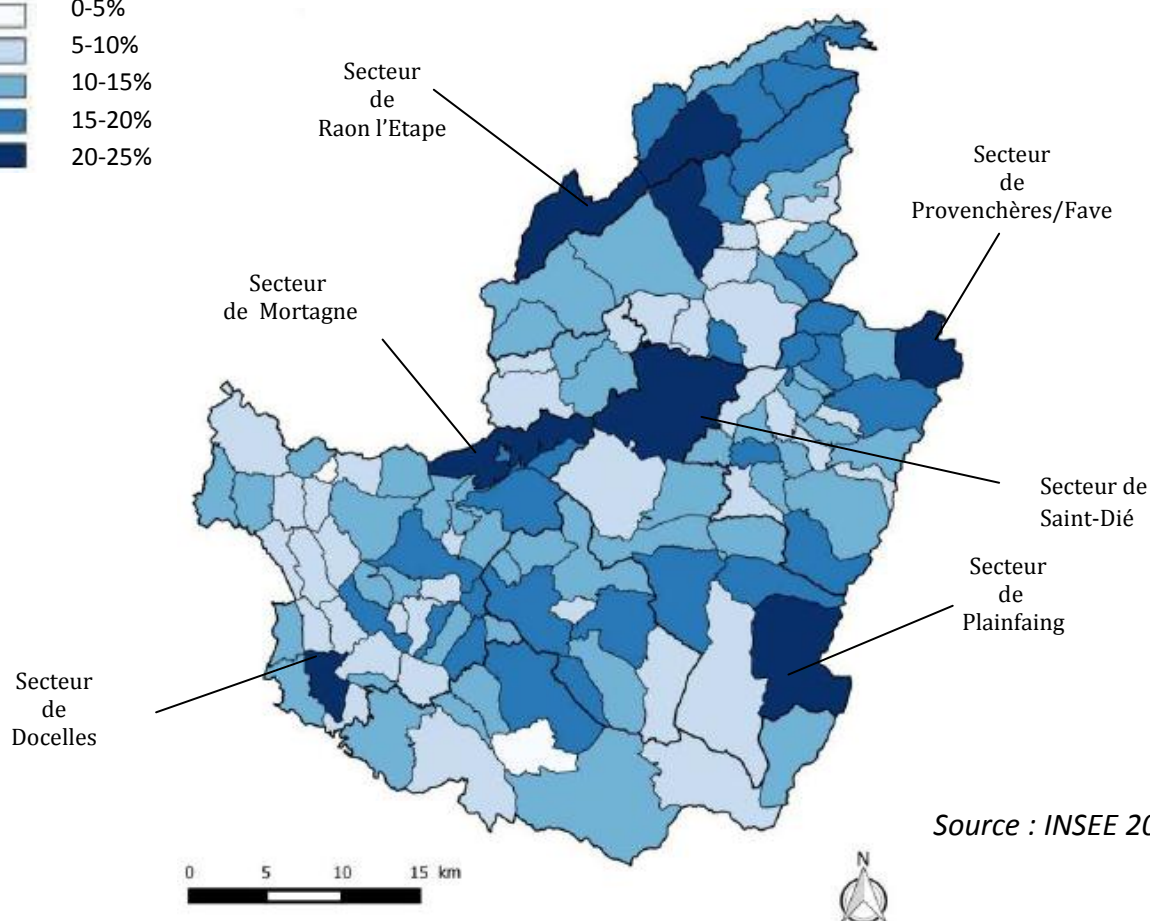 0-5%
5-10%
10-15%
15-20%
20-25%
Secteur
de
Raon l’Etape
Secteur
de
Provenchères/Fave
Secteur
de Mortagne
Secteur de
Saint-Dié
Secteur
de
Plainfaing
Secteur
de
Docelles
Source : INSEE 20
0 5 10 15 km
N